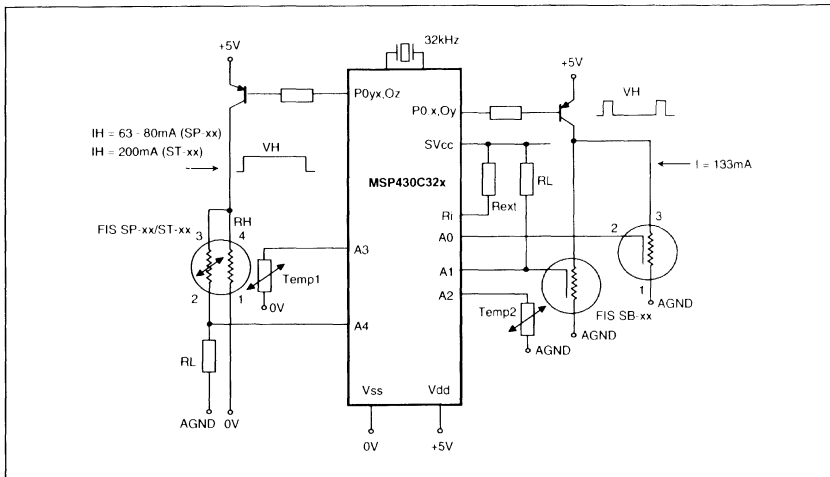 32kHz
+5V
+5V
P0yx,Oz
P0.x,Oy
VH
IH = 63 - 80mA (SP-xx)
IH = 200mA (ST-xx)
VH
SVcc
MSP430C32x
RL
I = 133mA
Rext
Ri
RH
FIS SP-xx/ST-xx
3
4
2
3
A3
A0
Temp1
A1
2
1
0V
A2
1
A4
Temp2
AGND
FIS SB-xx
RL
AGND
AGND
Vss
Vdd
AGND
0V
0V
+5V